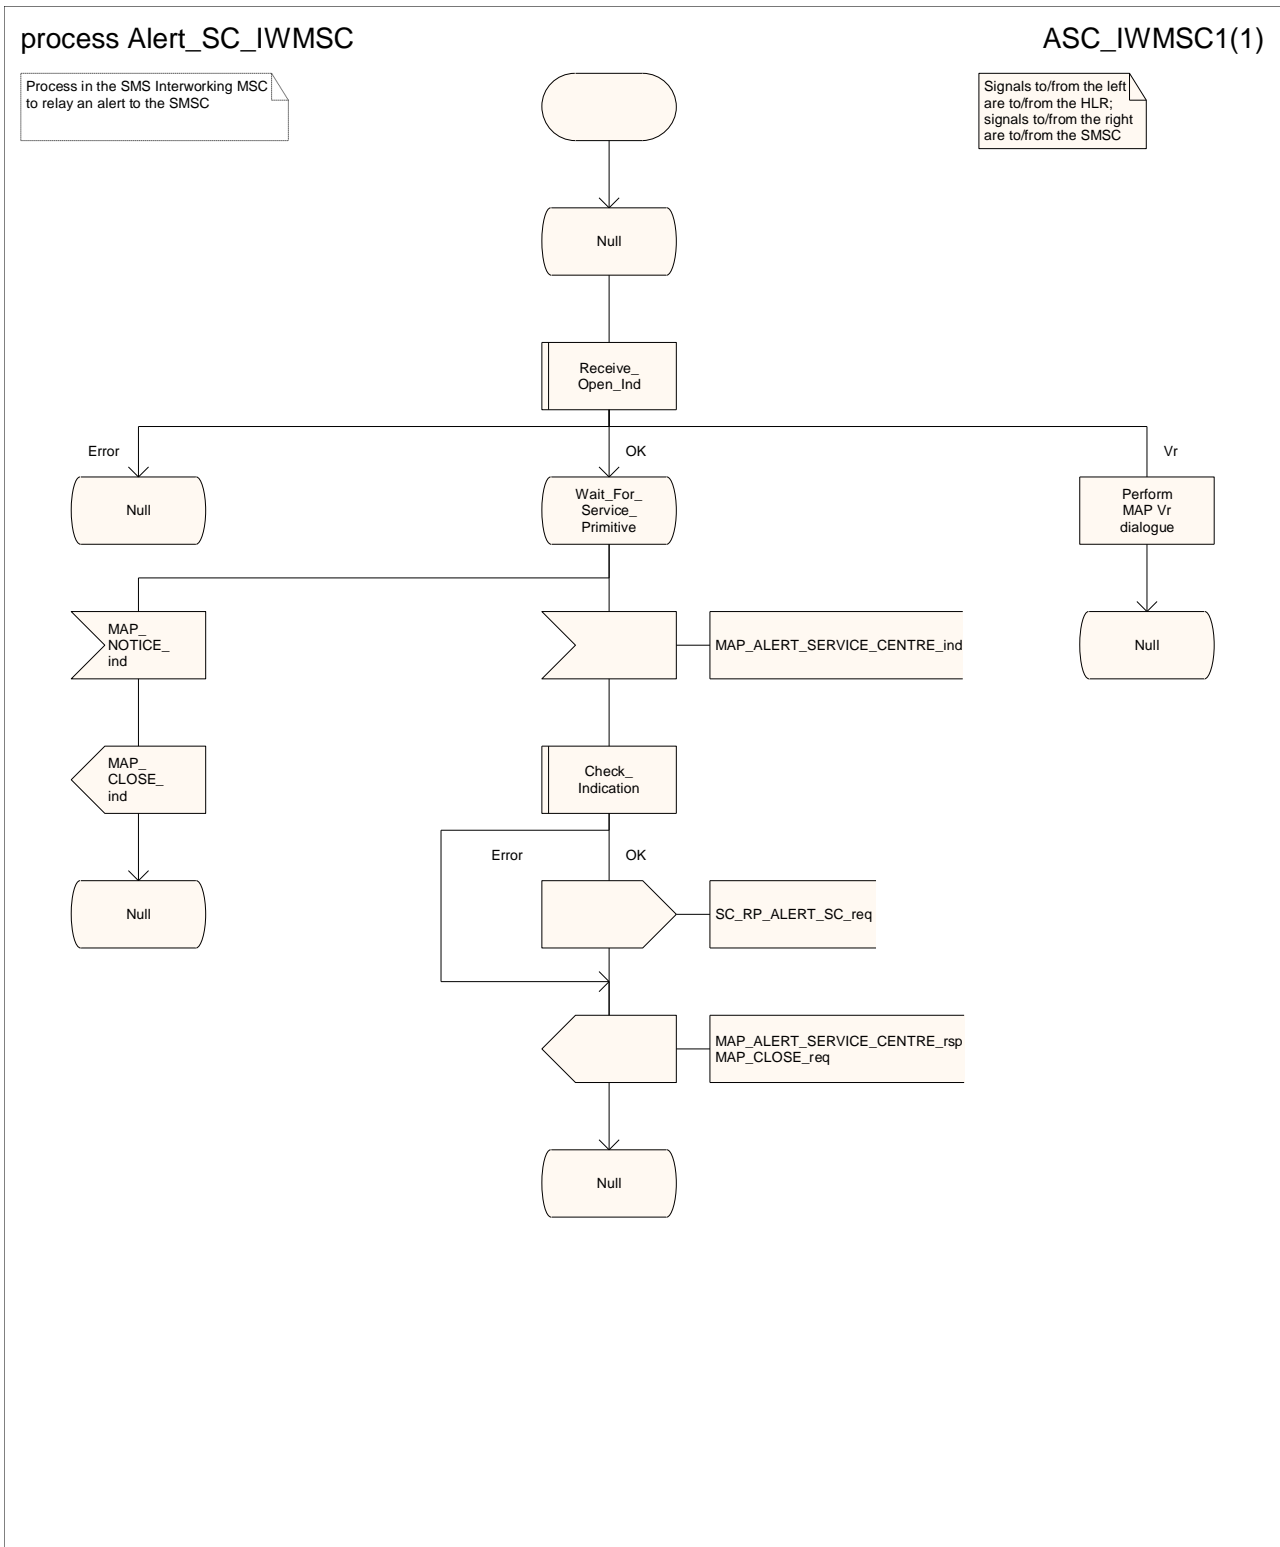 process Alert_SC_IWMSC
ASC_IWMSC1(1)
Process in the SMS Interworking MSC
to relay an alert to the SMSC
Signals to/from the left
are to/from the HLR;
signals to/from the right
are to/from the SMSC
Null
Receive_
Open_Ind
Error
OK
Vr
Null
Wait_For_
Service_
Primitive
Perform
MAP Vr
dialogue
MAP_
NOTICE_
ind
MAP_ALERT_SERVICE_CENTRE_ind
Null
MAP_
CLOSE_
ind
Check_
Indication
Error
OK
Null
SC_RP_ALERT_SC_req
MAP_ALERT_SERVICE_CENTRE_rsp
MAP_CLOSE_req
Null